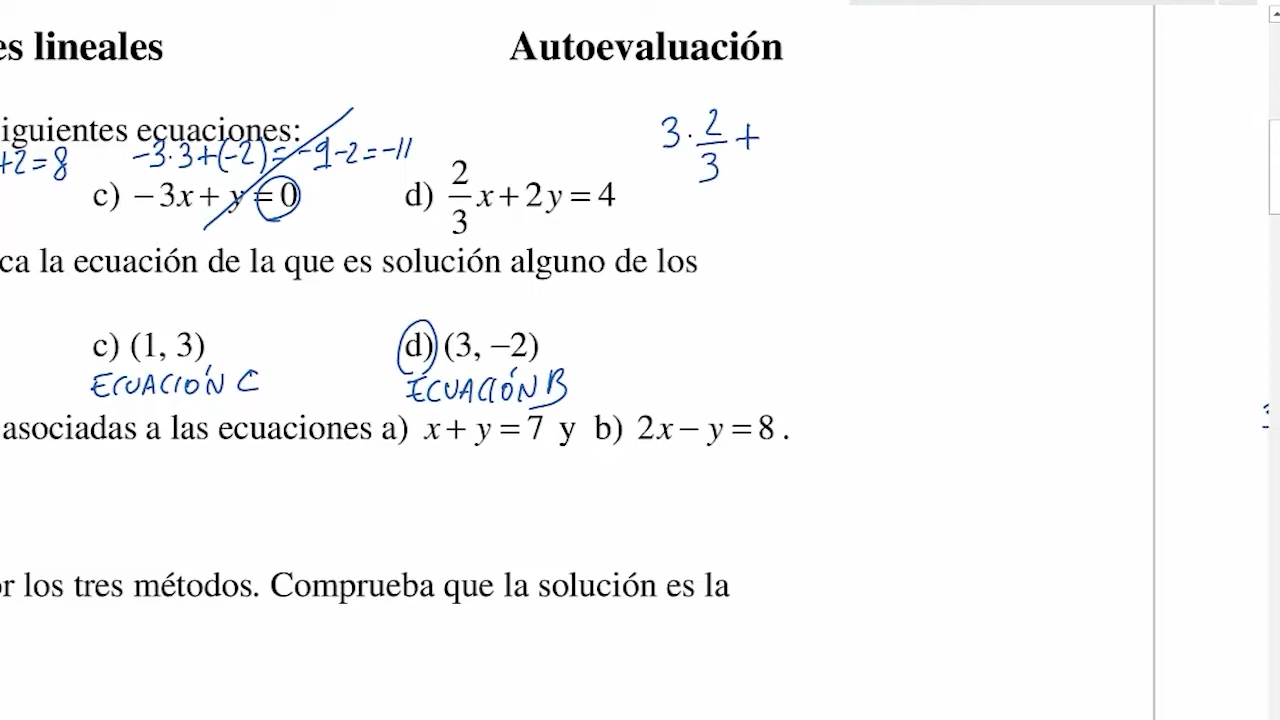 es lineales Autoevaluación
iguientes ecuaciones: 3·2/3+
+2=8 -3·3+(-2)=-9-2=-11
c) −3x+y=0 d) 2/3x+2y=4
ca la ecuación de la que es solución alguno de los
c) (1, 3) d) (3, −2)
ECUACIÓN C ECUACIÓN B
asociadas a las ecuaciones a) x+y=7 y b) 2x−y=8.
r los tres métodos. Comprueba que la solución es la